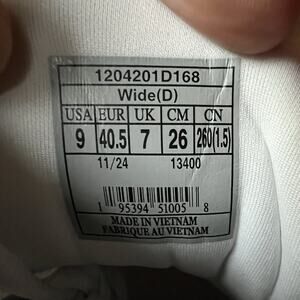 1204201D168
Wide(D)
USA EUR UK CM CN
9 40.5 7 26 260(1.5)
11/24 13400
1 95394 51005 8
MADE IN VIETNAM
FABRIQUE AU VIETNAM